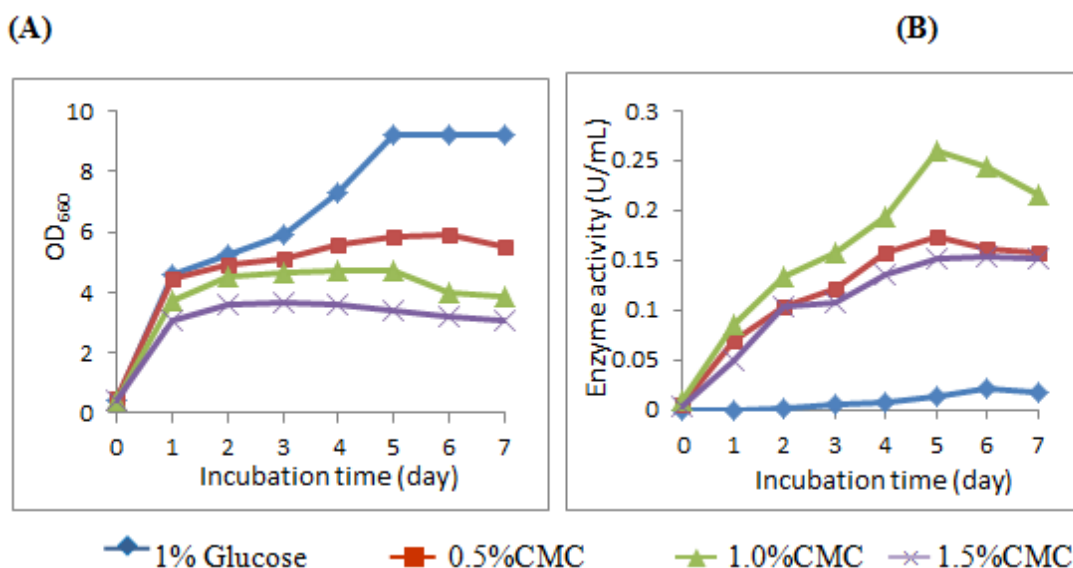 (A)
(B)
OD660
10
8
6
4
2
0
0 1 2 3 4 5 6 7
Incubation time (day)
Enzyme activity (U/mL)
0.3
0.25
0.2
0.15
0.1
0.05
0
0 1 2 3 4 5 6 7
Incubation time (day)
1% Glucose
0.5%CMC
1.0%CMC
1.5%CMC